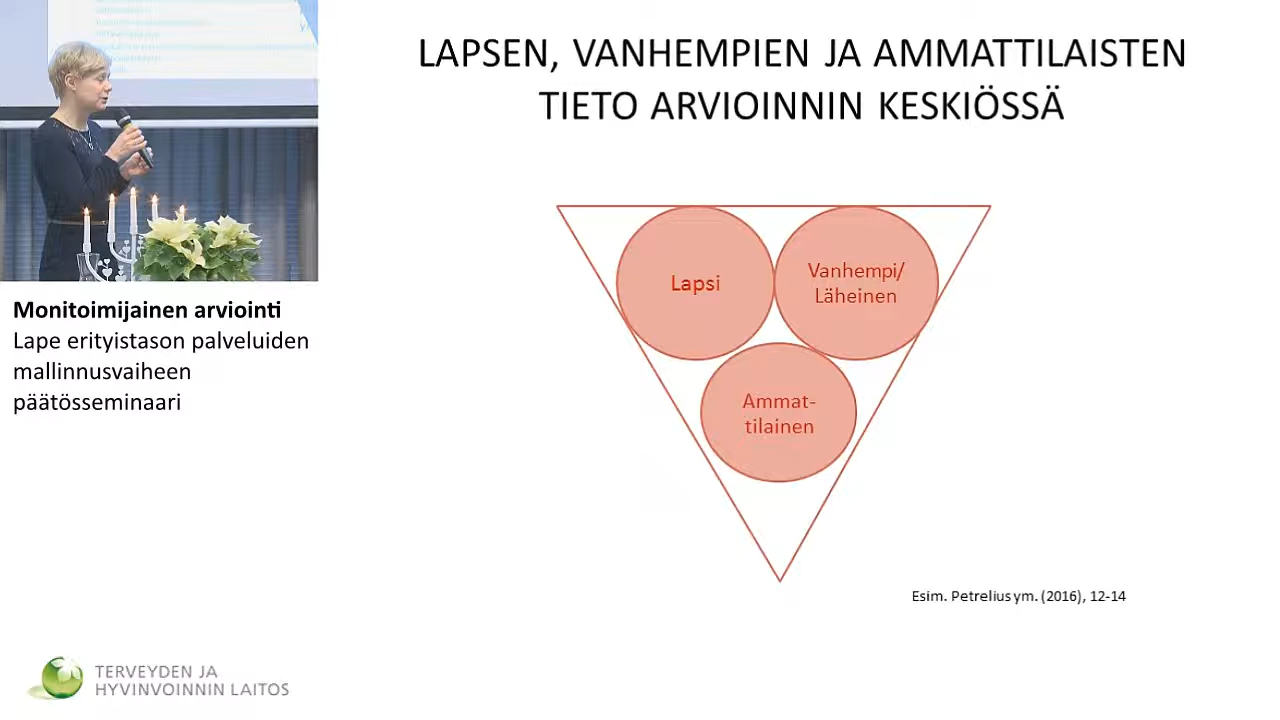 LAPSEN, VANHEMPIEN JA AMMATTILAISTEN
TIETO ARVIOINNIN KESKIÖSSÄ
Monitoimijainen arviointi
Lape erityistason palveluiden
mallinnusvaiheen
päätösseminaari
Lapsi
Vanhempi/
Läheinen
Ammat-
tilainen
Esim. Petrelius ym. (2016), 12-14
TERVEYDEN JA
HYVINVOINNIN LAITOS